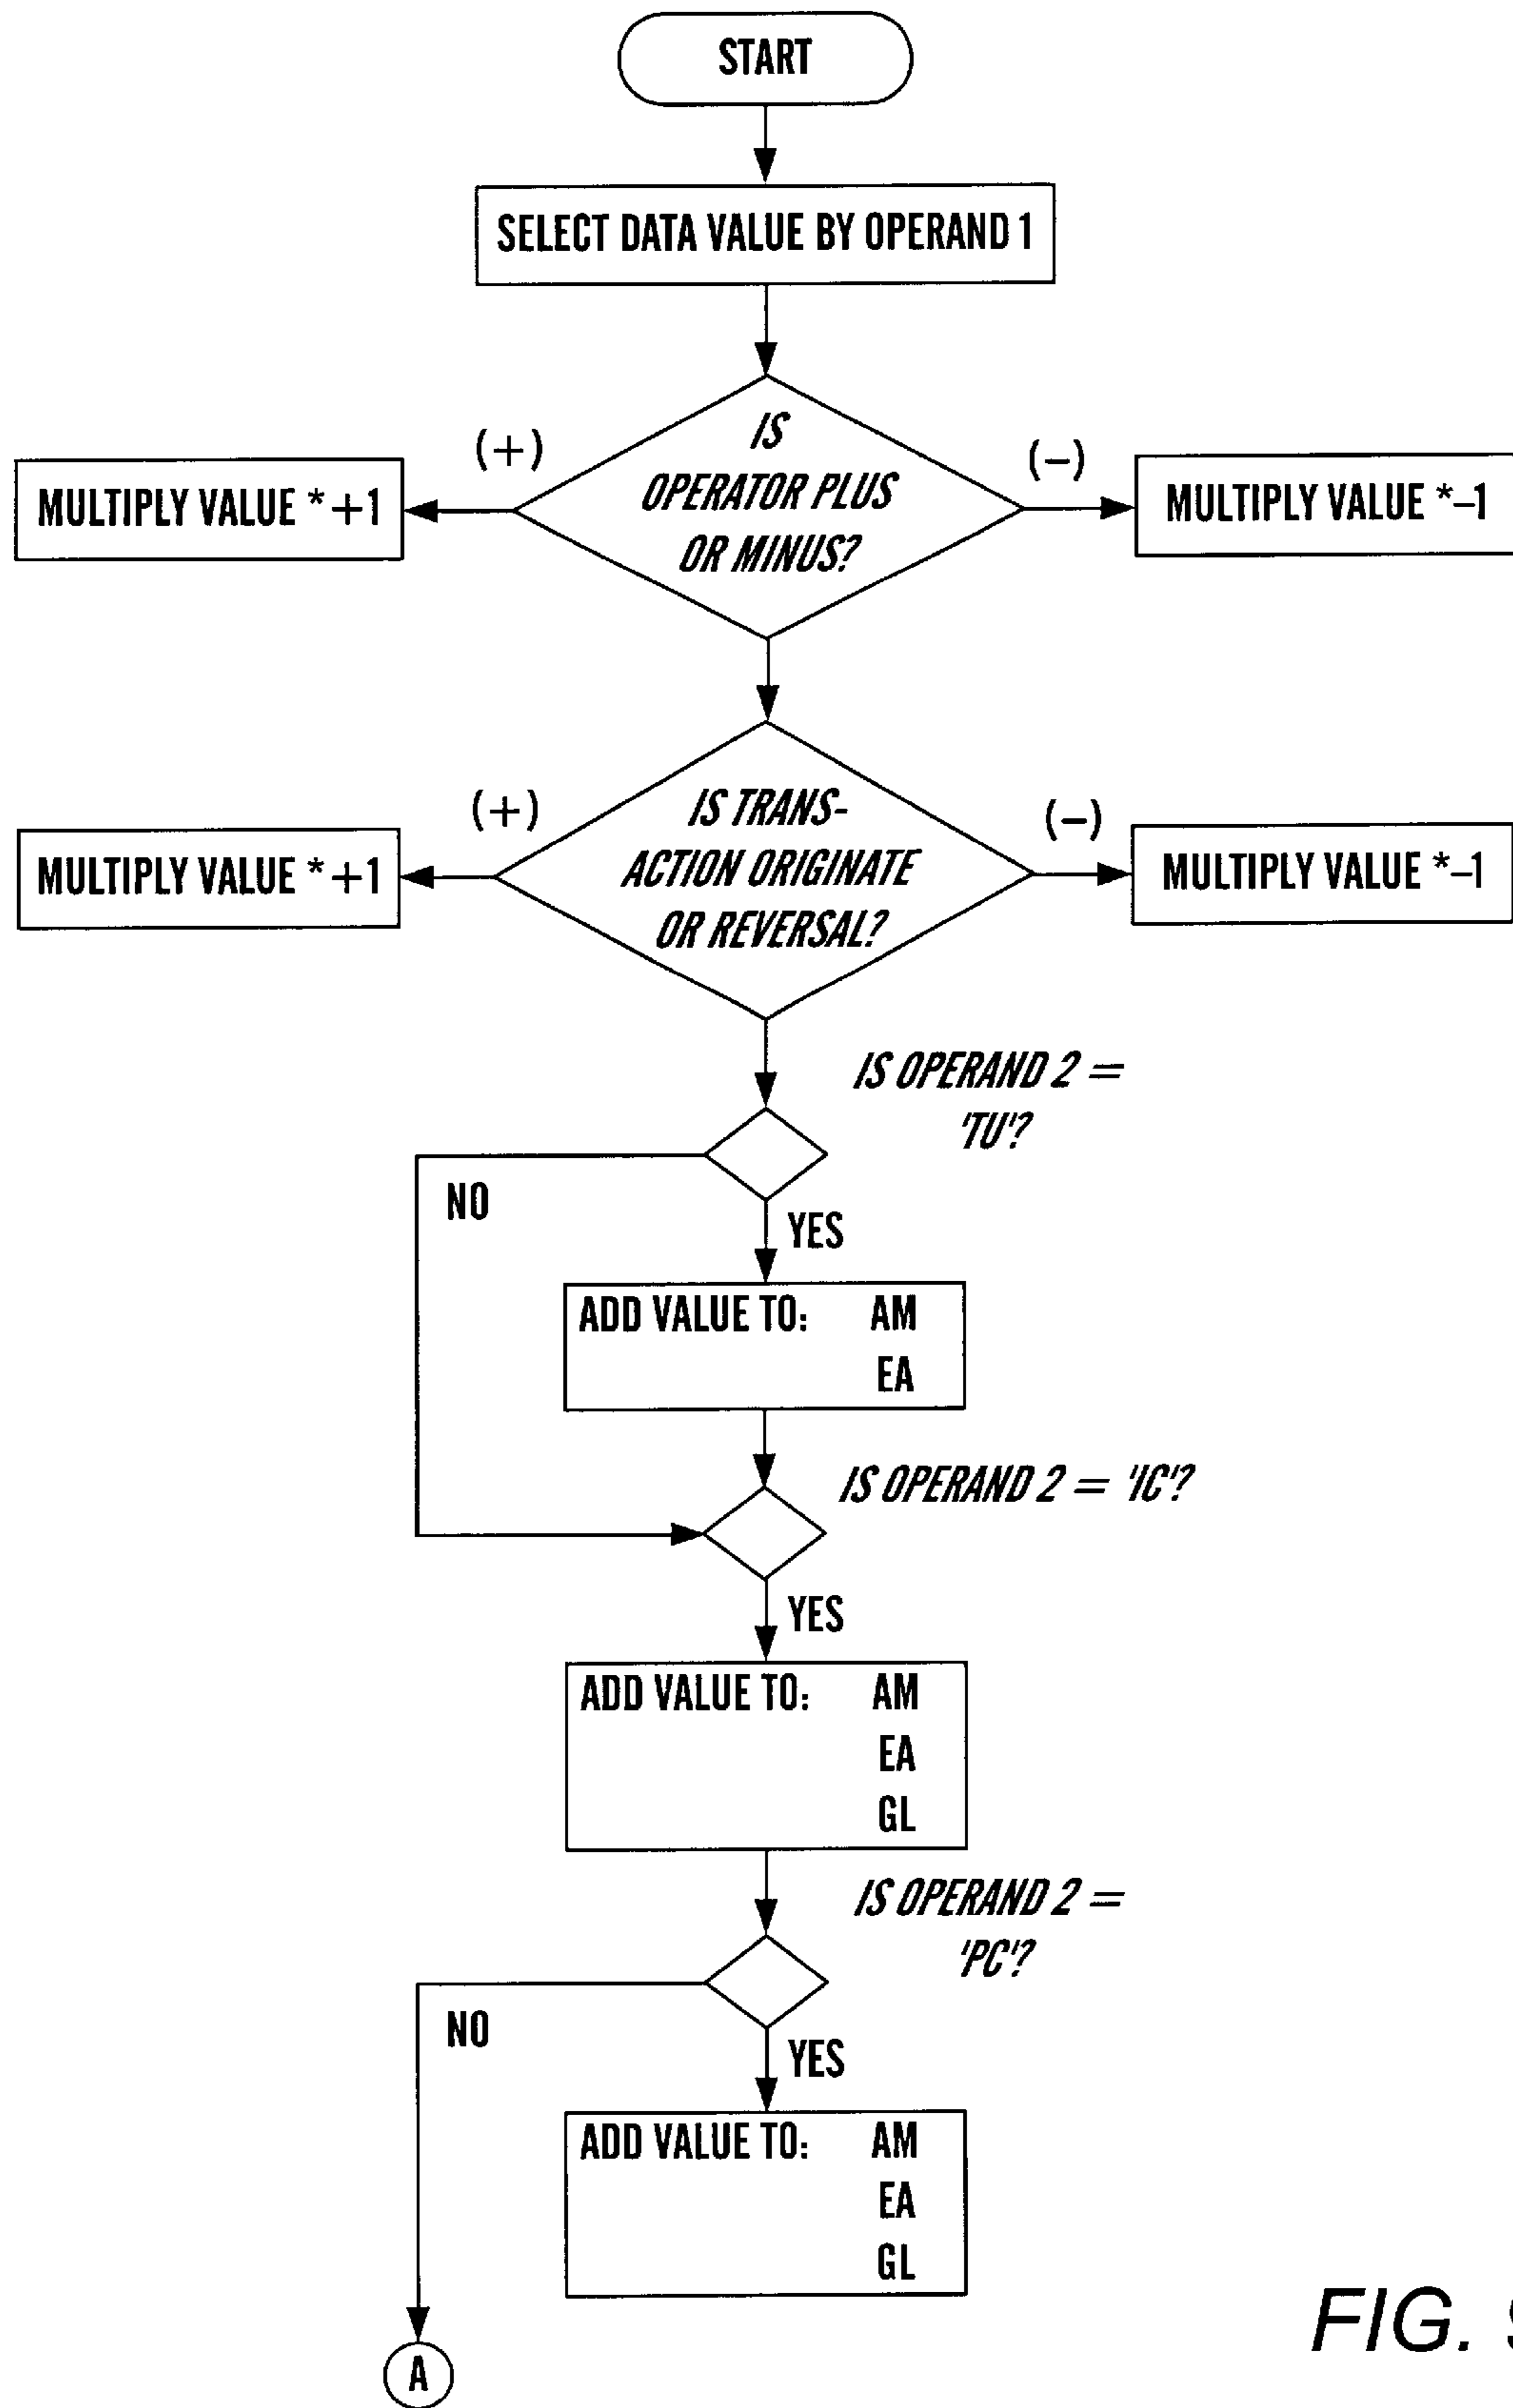 START
SELECT DATA VALUE BY OPERAND 1
IS
OPERATOR PLUS
OR MINUS?
(+)
(–)
MULTIPLY VALUE *+1
MULTIPLY VALUE *–1
IS TRANS-
ACTION ORIGINATE
OR REVERSAL?
(+)
(–)
MULTIPLY VALUE *+1
MULTIPLY VALUE *–1
IS OPERAND 2 =
'TU'?
NO
YES
ADD VALUE TO: AM
EA
IS OPERAND 2 = 'IC'?
YES
ADD VALUE TO: AM
EA
GL
IS OPERAND 2 =
'PC'?
NO
YES
ADD VALUE TO: AM
EA
GL
A
FIG.